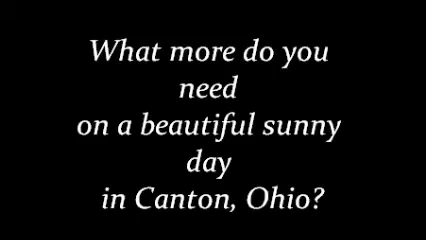 What more do you
need
on a beautiful sunny
day
in Canton, Ohio?